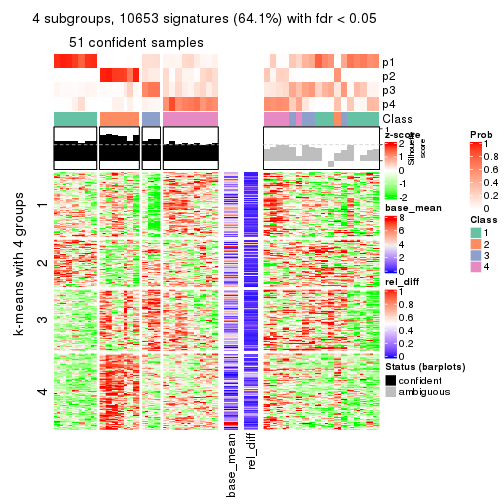 4 subgroups, 10653 signatures (64.1%) with fdr < 0.05
51 confident samples
p1
p2
p3
p4
Class
Silhouette score
1
k-means with 4 groups
1
2
3
4
base_mean
rel_diff
z-score
2
1
0
-1
-2
base_mean
8
6
4
2
0
rel_diff
1
0.8
0.6
0.4
0.2
0
Status (barplots)
confident
ambiguous
Prob
1
0.8
0.6
0.4
0.2
0
Class
1
2
3
4